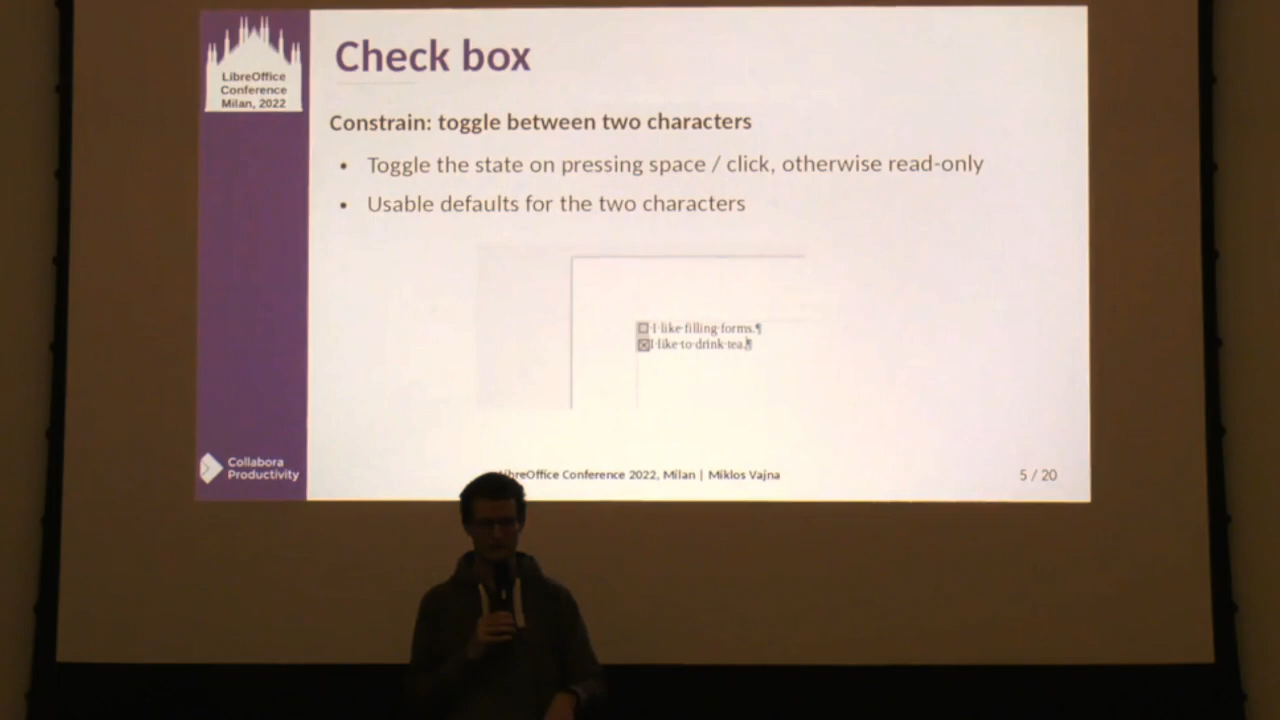 LibreOffice
Conference
Milan, 2022
Check box
Constrain: toggle between two characters
• Toggle the state on pressing space / click, otherwise read-only
• Usable defaults for the two characters
☐·I·like·filling·forms.¶
☒I·like·to·drink·tea.¶
Collabora
Productivity
LibreOffice Conference 2022, Milan | Miklos Vajna
5 / 20